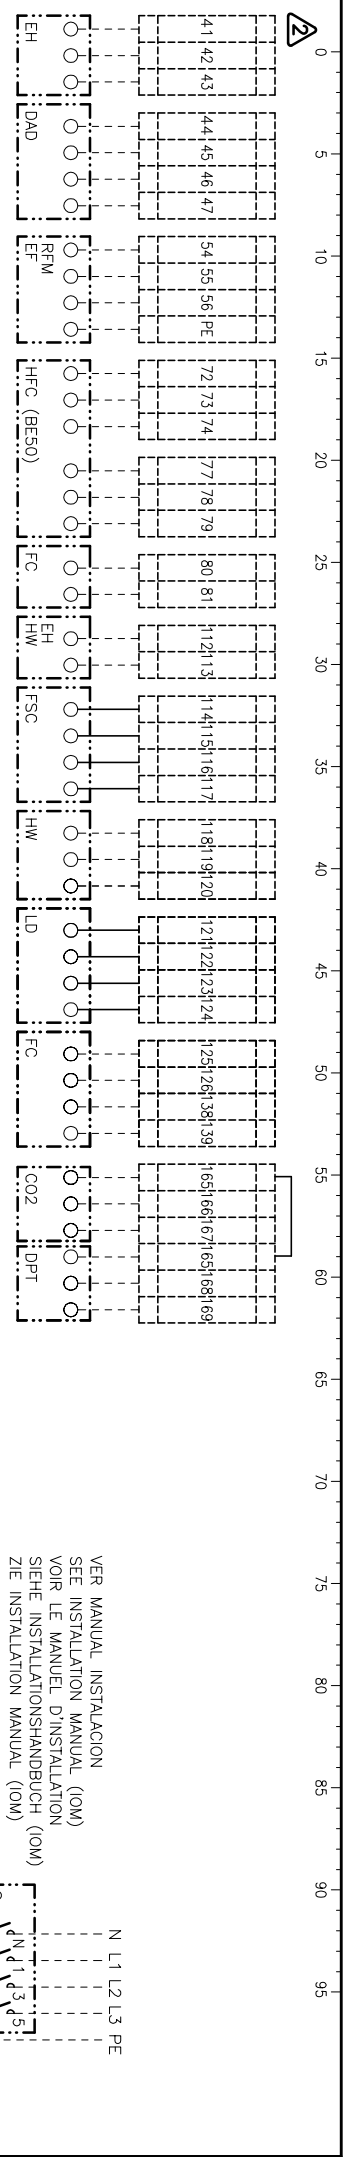 2
0 5 10 15 20 25 30 35 40 45 50 55 60 65 70 75 80 85 90 95
41 42 43 44 45 46 47 54 55 56 PE 72 73 74 77 78 79 80 81 112 113 114 115 116 117 118 119 120 121 122 123 124 125 126 138 139 165 166 167 165 168 169
EH DAD RFM HFC (BE50) FC EH FSC HW LD FC CO2 DPT
EF HW
VER MANUAL INSTALACION
SEE INSTALLATION MANUAL (IOM)
VOIR LE MANUEL D'INSTALLATION
SIEHE INSTALLATIONSHANDBUCH (IOM)
ZIE INSTALLATION MANUAL (IOM)
N L1 L2 L3 PE
N 1 3 5